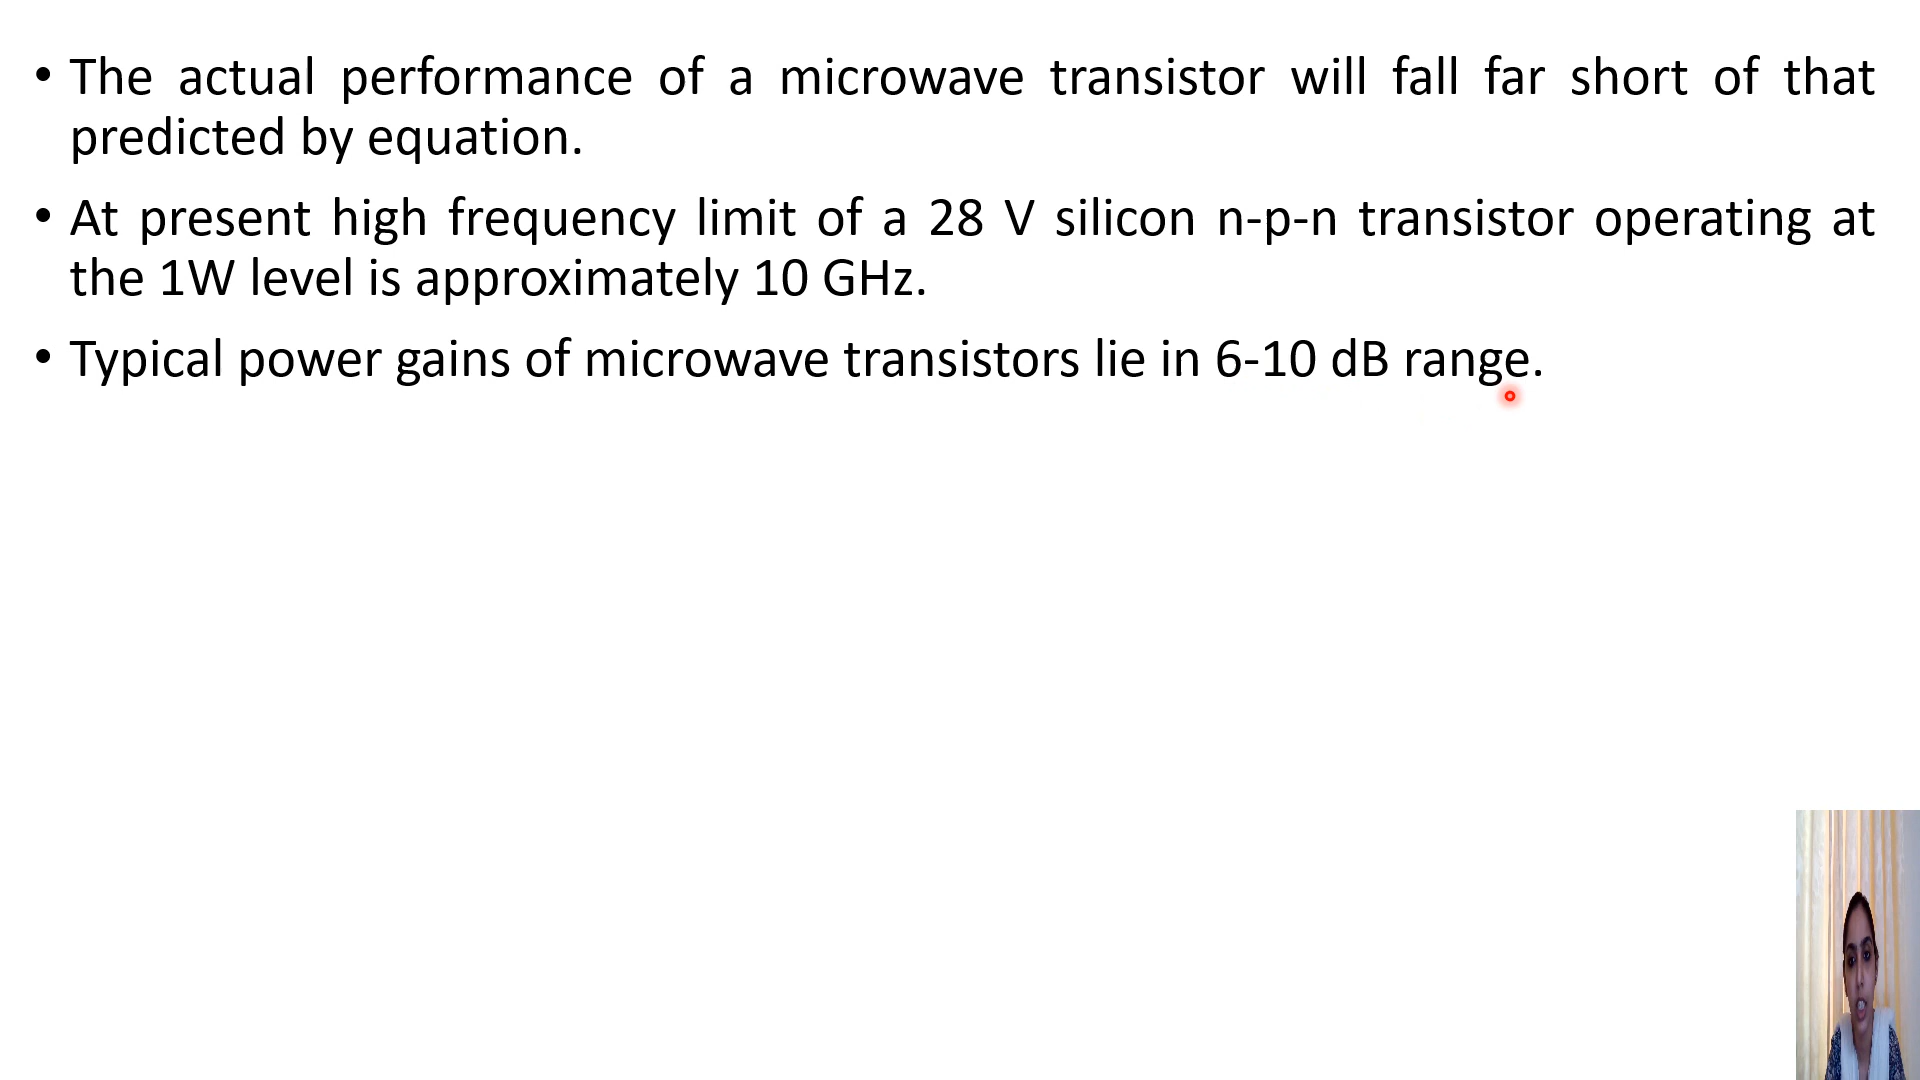 • The actual performance of a microwave transistor will fall far short of that
predicted by equation.
• At present high frequency limit of a 28 V silicon n-p-n transistor operating at
the 1W level is approximately 10 GHz.
• Typical power gains of microwave transistors lie in 6-10 dB range.